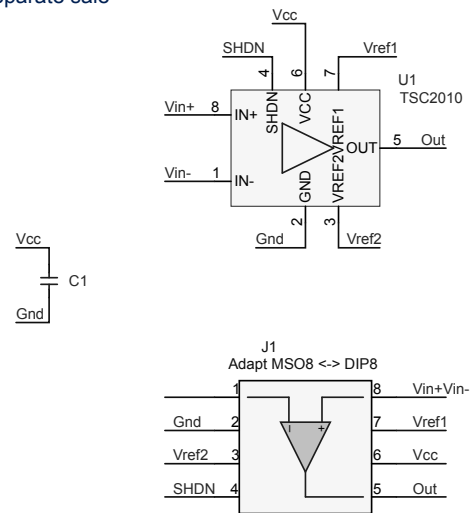 Vcc
SHDN
Vref1
4
6
7
U1
TSC2010
Vin+ 8 IN+
SHDN
VCC
VREF1
OUT 5 Out
Vin- 1 IN-
GND
VREF2
2
3
Gnd
Vref2
Vcc
C1
Gnd
J1
Adapt MSO8 <-> DIP8
1 8 Vin+Vin-
Gnd 2 7 Vref1
Vref2 3 6 Vcc
SHDN 4 5 Out
- +